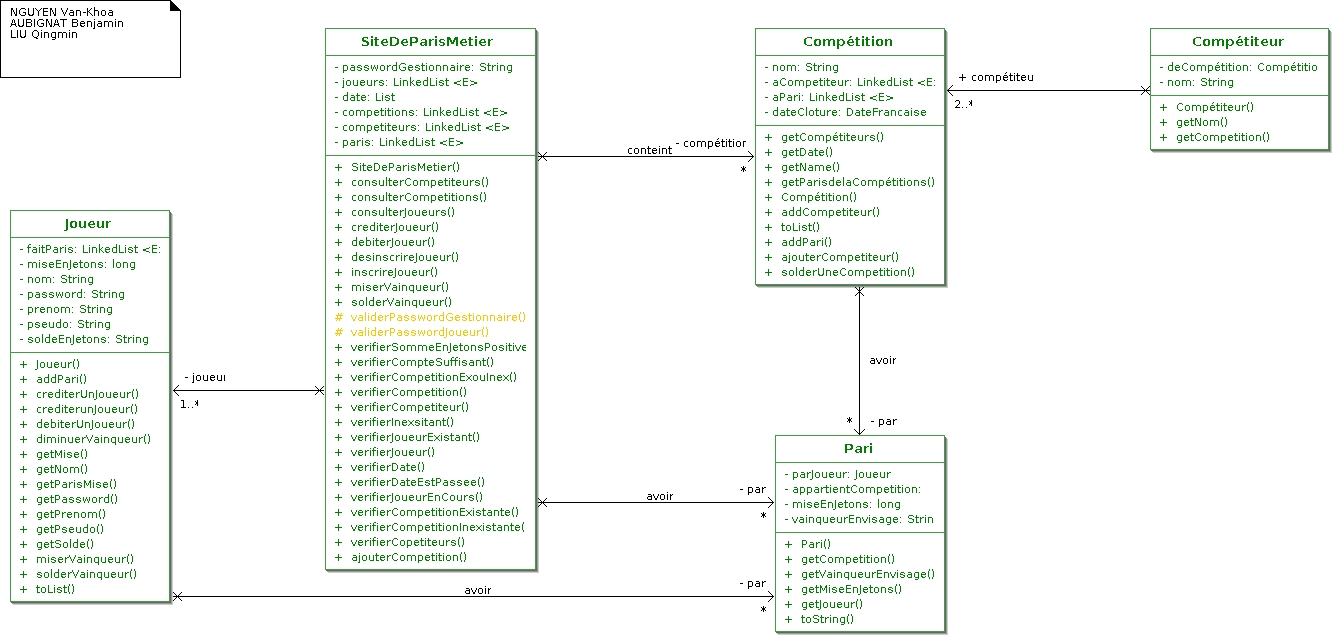 NGUYEN Van-Khoa
AUBIGNAT Benjamin
LIU Qingmin
SiteDeParisMetier
- passwordGestionnaire: String
- joueurs: LinkedList <E>
- date: List
- competitions: LinkedList <E>
- competiteurs: LinkedList <E>
- paris: LinkedList <E>
+ SiteDeParisMetier()
+ consulterCompetiteurs()
+ consulterCompetitions()
+ consulterJoueurs()
+ crediterJoueur()
+ debiterJoueur()
+ desinscrireJoueur()
+ inscrireJoueur()
+ miserVainqueur()
+ solderVainqueur()
# validerPasswordGestionnaire()
# validerPasswordJoueur()
+ verifierSommeEnJetonsPositive
+ verifierCompteSuffisant()
+ verifierCompetitionExouInex()
+ verifierCompetition()
+ verifierCompetiteur()
+ verifierInexsitant()
+ verifierJoueurExistant()
+ verifierJoueur()
+ verifierDate()
+ verifierDateEstPassee()
+ verifierJoueurEnCours()
+ verifierCompetitionExistante()
+ verifierCompetitionInexistante(
+ verifierCopetiteurs()
+ ajouterCompetition()
Compétition
- nom: String
- aCompetiteur: LinkedList <E:
- aPari: LinkedList <E>
- dateCloture: DateFrancaise
+ getCompétiteurs()
+ getDate()
+ getName()
+ getParisdelaCompétitions()
+ Compétition()
+ addCompetiteur()
+ toList()
+ addPari()
+ ajouterCompetiteur()
+ solderUneCompetition()
Compétiteur
- deCompétition: Compétitio
- nom: String
+ Compétiteur()
+ getNom()
+ getCompetition()
+ compétiteu
2..*
conteint
- compétitior
*
Joueur
- faitParis: LinkedList <E:
- miseEnJetons: long
- nom: String
- password: String
- prenom: String
- pseudo: String
- soldeEnJetons: String
+ Joueur()
+ addPari()
+ crediterUnJoueur()
+ crediterunJoueur()
+ debiterUnJoueur()
+ diminuerVainqueur()
+ getMise()
+ getNom()
+ getParisMise()
+ getPassword()
+ getPrenom()
+ getPseudo()
+ getSolde()
+ miserVainqueur()
+ solderVainqueur()
+ toList()
- joueur
1..*
avoir
* - par
Pari
- parJoueur: Joueur
- appartientCompetition:
- miseEnJetons: long
- vainqueurEnvisage: Strin
+ Pari()
+ getCompetition()
+ getVainqueurEnvisage()
+ getMiseEnJetons()
+ getJoueur()
+ toString()
avoir
- par
*
avoir
- par
*